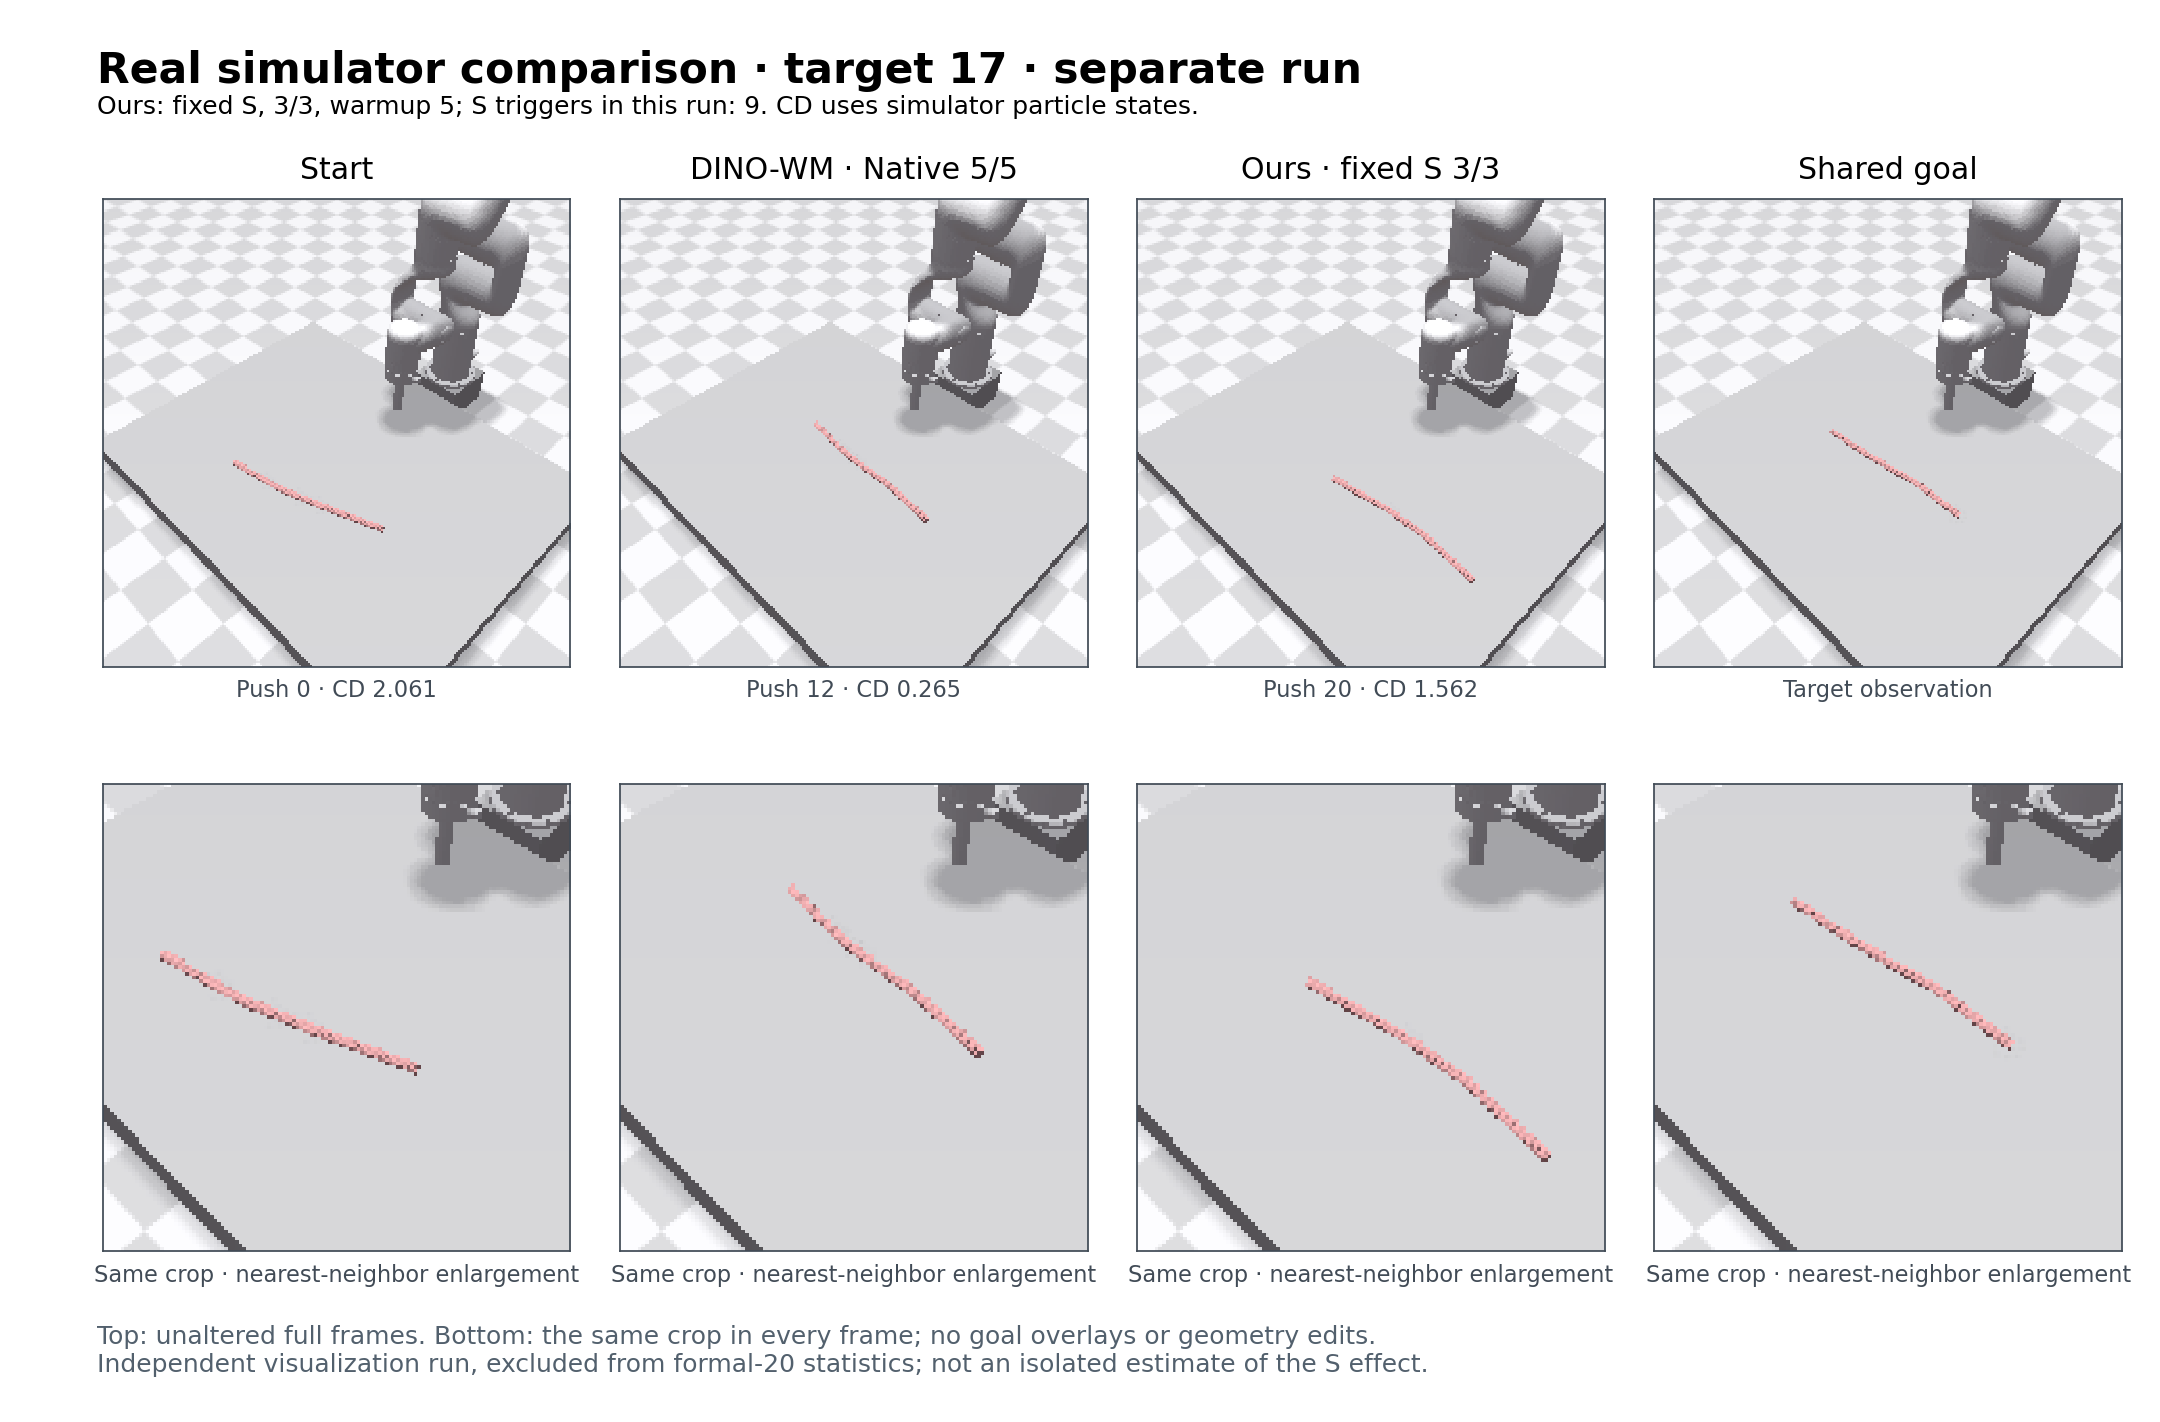 Real simulator comparison · target 17 · separate run
Ours: fixed S, 3/3, warmup 5; S triggers in this run: 9. CD uses simulator particle states.
Start
DINO-WM · Native 5/5
Ours · fixed S 3/3
Shared goal
Push 0 · CD 2.061
Push 12 · CD 0.265
Push 20 · CD 1.562
Target observation
Same crop · nearest-neighbor enlargement
Same crop · nearest-neighbor enlargement
Same crop · nearest-neighbor enlargement
Same crop · nearest-neighbor enlargement
Top: unaltered full frames. Bottom: the same crop in every frame; no goal overlays or geometry edits.
Independent visualization run, excluded from formal-20 statistics; not an isolated estimate of the S effect.